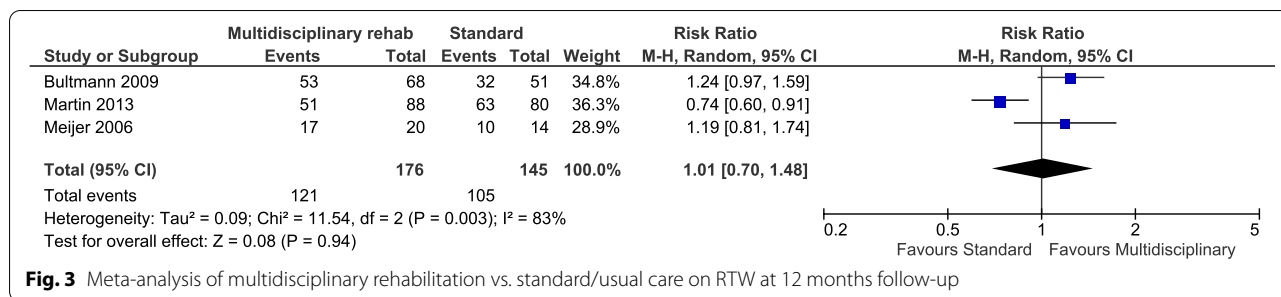 Multidisciplinary rehab Standard Risk Ratio Risk Ratio
Study or Subgroup Events Total Events Total Weight M-H, Random, 95% CI M-H, Random, 95% CI
Bultmann 2009 53 68 32 51 34.8% 1.24 [0.97, 1.59]
Martin 2013 51 88 63 80 36.3% 0.74 [0.60, 0.91]
Meijer 2006 17 20 10 14 28.9% 1.19 [0.81, 1.74]
Total (95% CI) 176 145 100.0% 1.01 [0.70, 1.48]
Total events 121 105
Heterogeneity: Tau² = 0.09; Chi² = 11.54, df = 2 (P = 0.003); I² = 83%
Test for overall effect: Z = 0.08 (P = 0.94)
0.2 0.5 1 2 5
Favours Standard Favours Multidisciplinary
Fig. 3 Meta-analysis of multidisciplinary rehabilitation vs. standard/usual care on RTW at 12 months follow-up